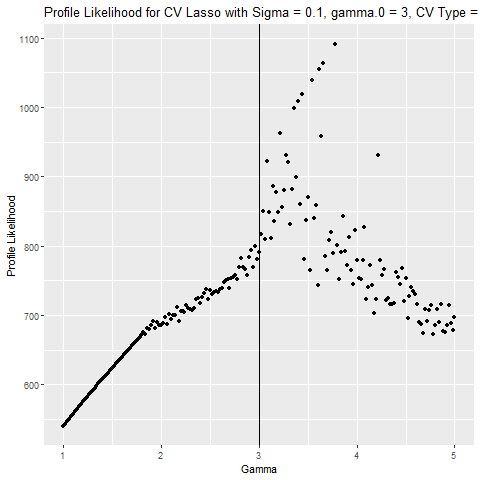 Profile Likelihood for CV Lasso with Sigma = 0.1, gamma.0 = 3, CV Type =
1100
1000
900
800
700
600
Profile Likelihood
1 2 3 4 5
Gamma